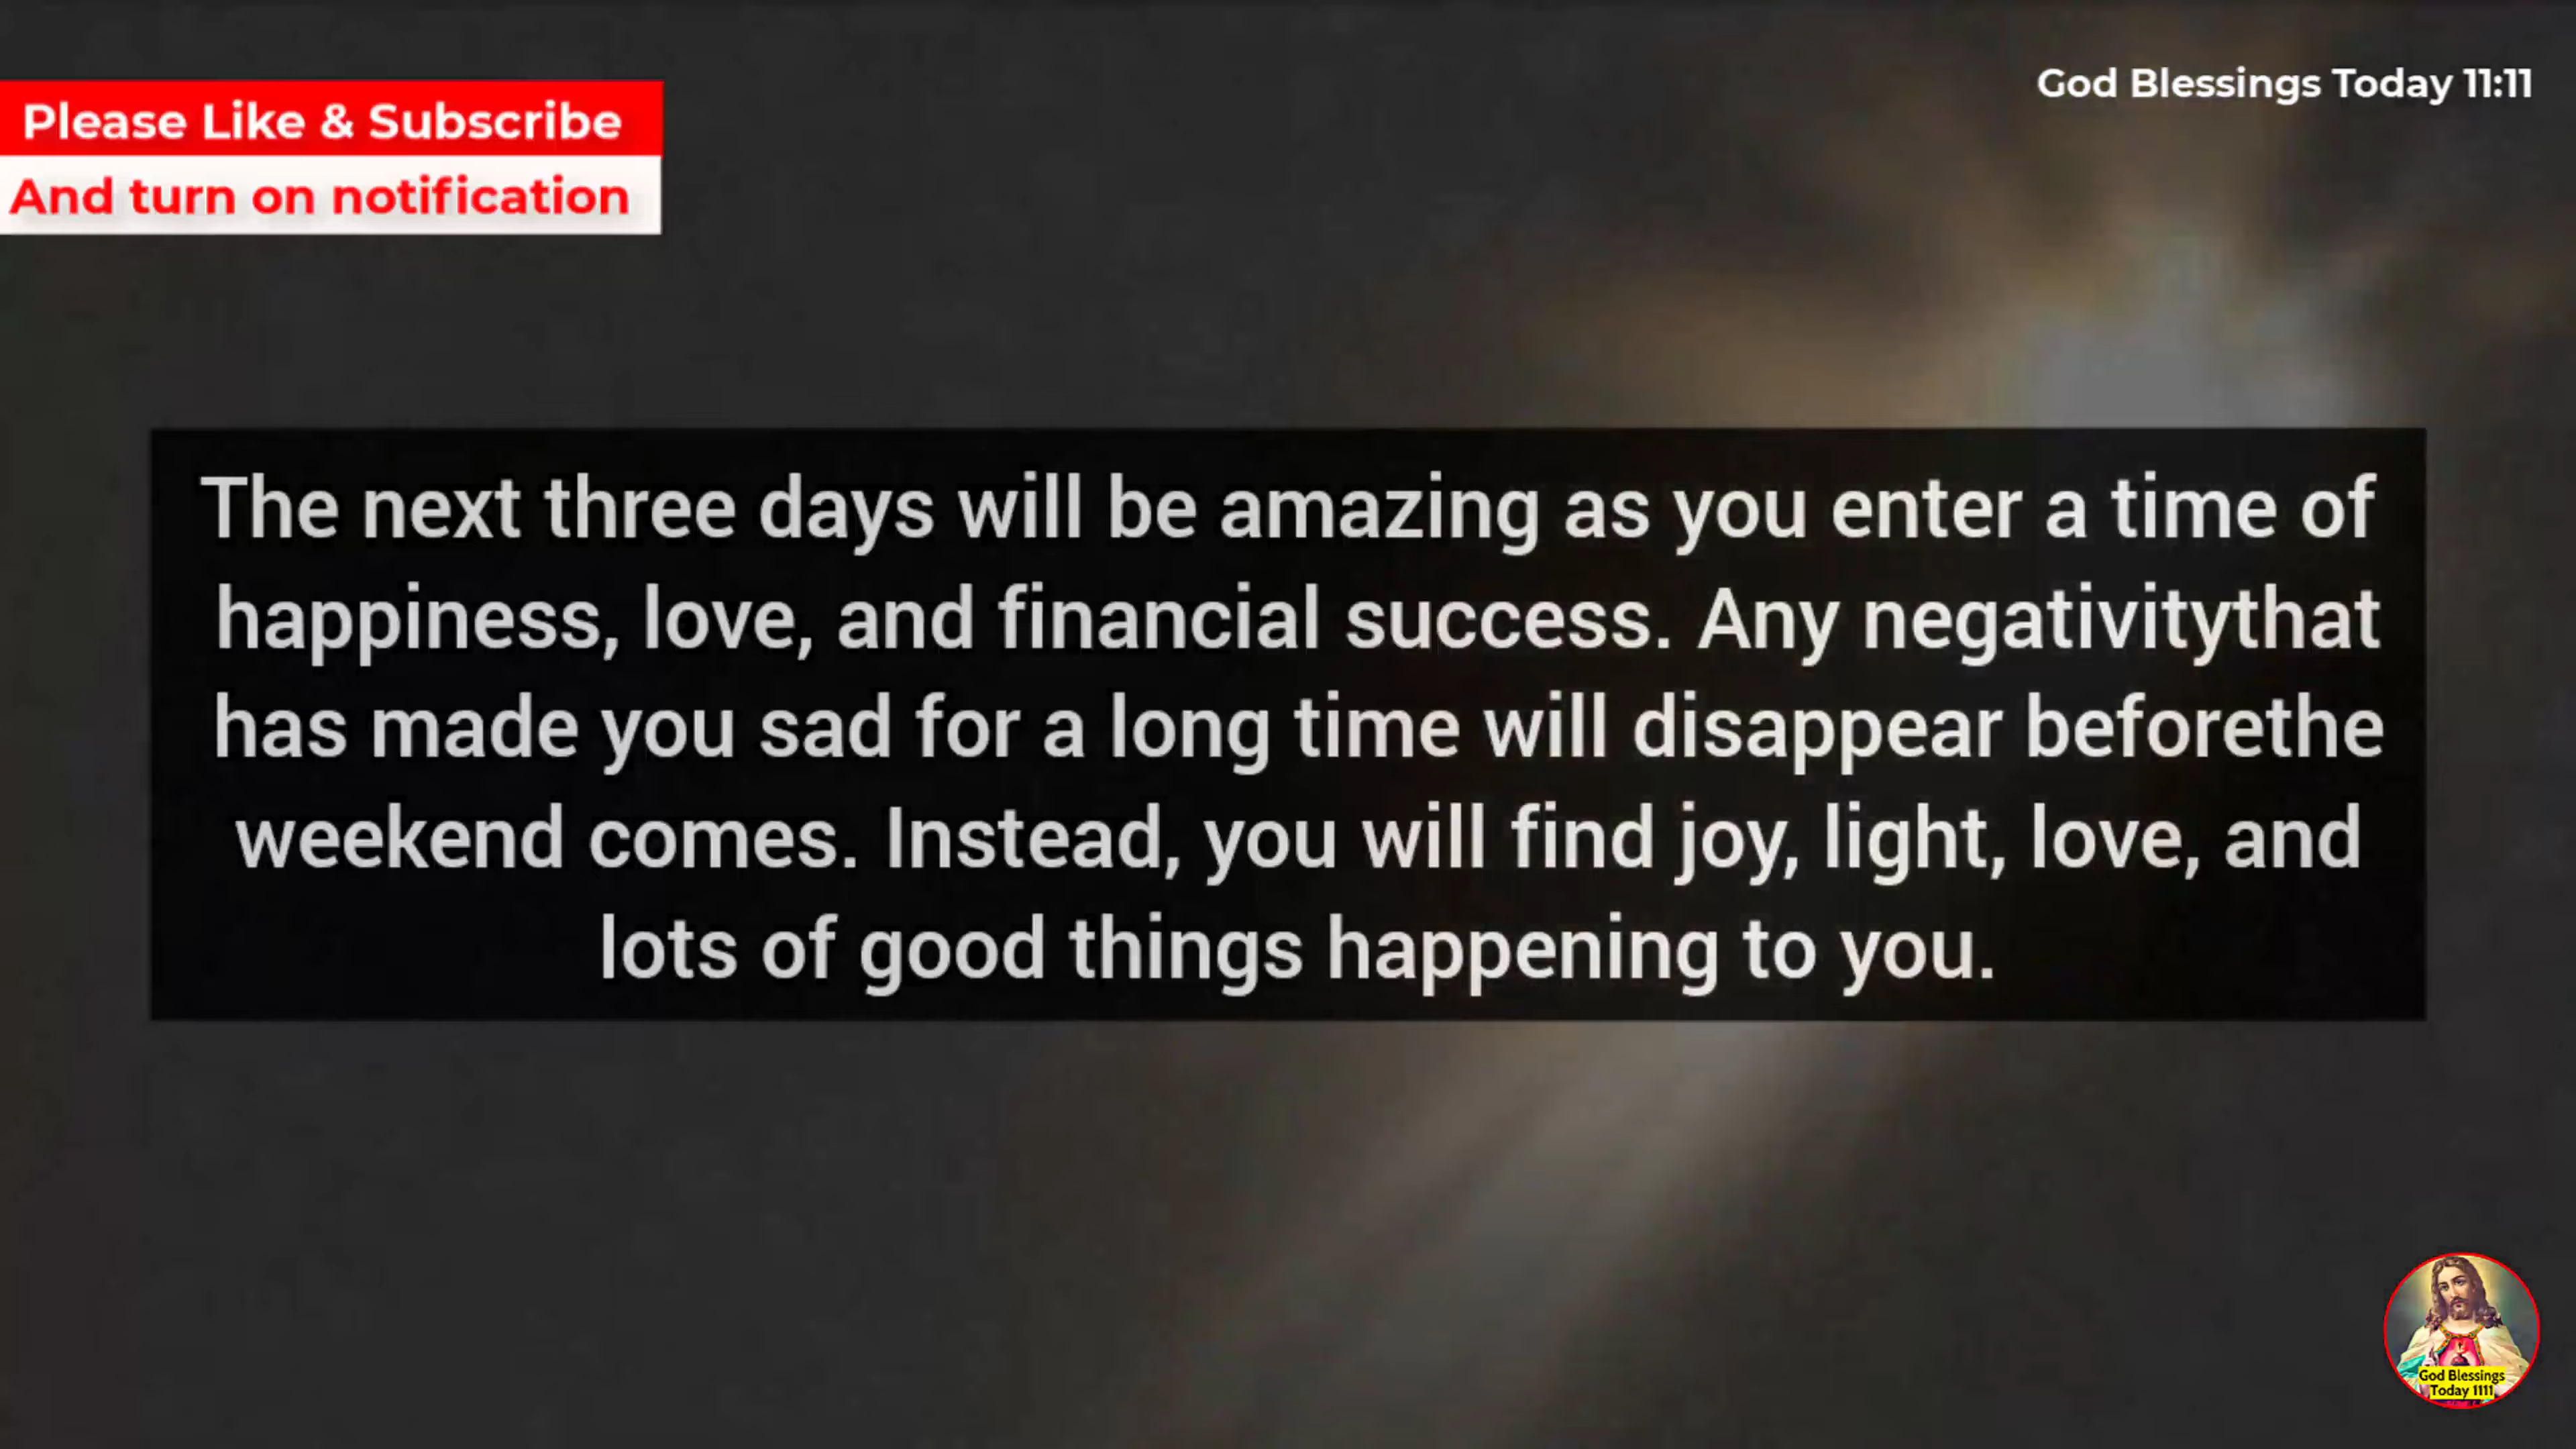 Please Like & Subscribe
And turn on notification
God Blessings Today 11:11
The next three days will be amazing as you enter a time of
happiness, love, and financial success. Any negativitythat
has made you sad for a long time will disappear beforethe
weekend comes. Instead, you will find joy, light, love, and
lots of good things happening to you.
God Blessings
Today 1111